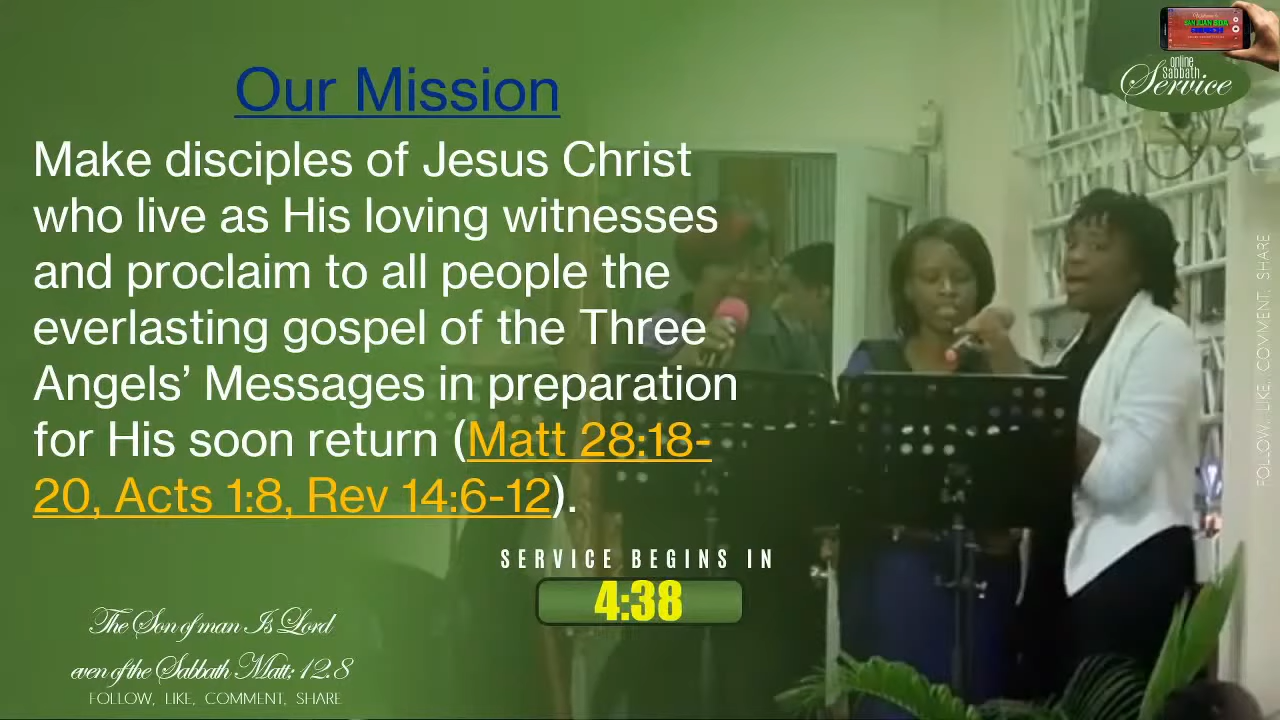 Our Mission
Make disciples of Jesus Christ
who live as His loving witnesses
and proclaim to all people the
everlasting gospel of the Three
Angels’ Messages in preparation
for His soon return (Matt 28:18-
20, Acts 1:8, Rev 14:6-12).
SERVICE BEGINS IN
4:38
The Son of man Is Lord
even of the Sabbath Matt; 12.8
FOLLOW, LIKE, COMMENT, SHARE
online
Sabbath
Service
FOLLOW, LIKE, COMMENT, SHARE